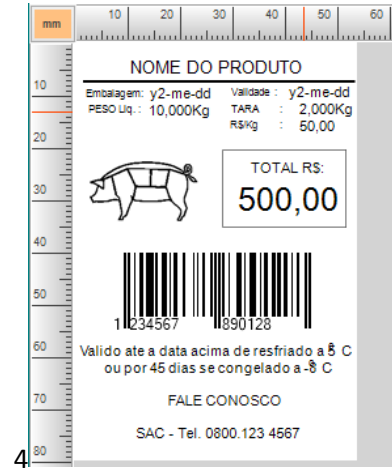 mm 10 20 30 40 50 60
NOME DO PRODUTO
Embalagem: y2-me-dd Validade : y2-me-dd
10 PESO Liq. : 10,000Kg TARA : 2,000Kg
R$/Kg : 50,00
20
TOTAL R$:
30 500,00
40
50
1 234567 890128
60 Valido ate a data acima de resfriado a 5°C
ou por 45 dias se congelado a -8°C
70 FALE CONOSCO
SAC - Tel. 0800.123 4567
4 80